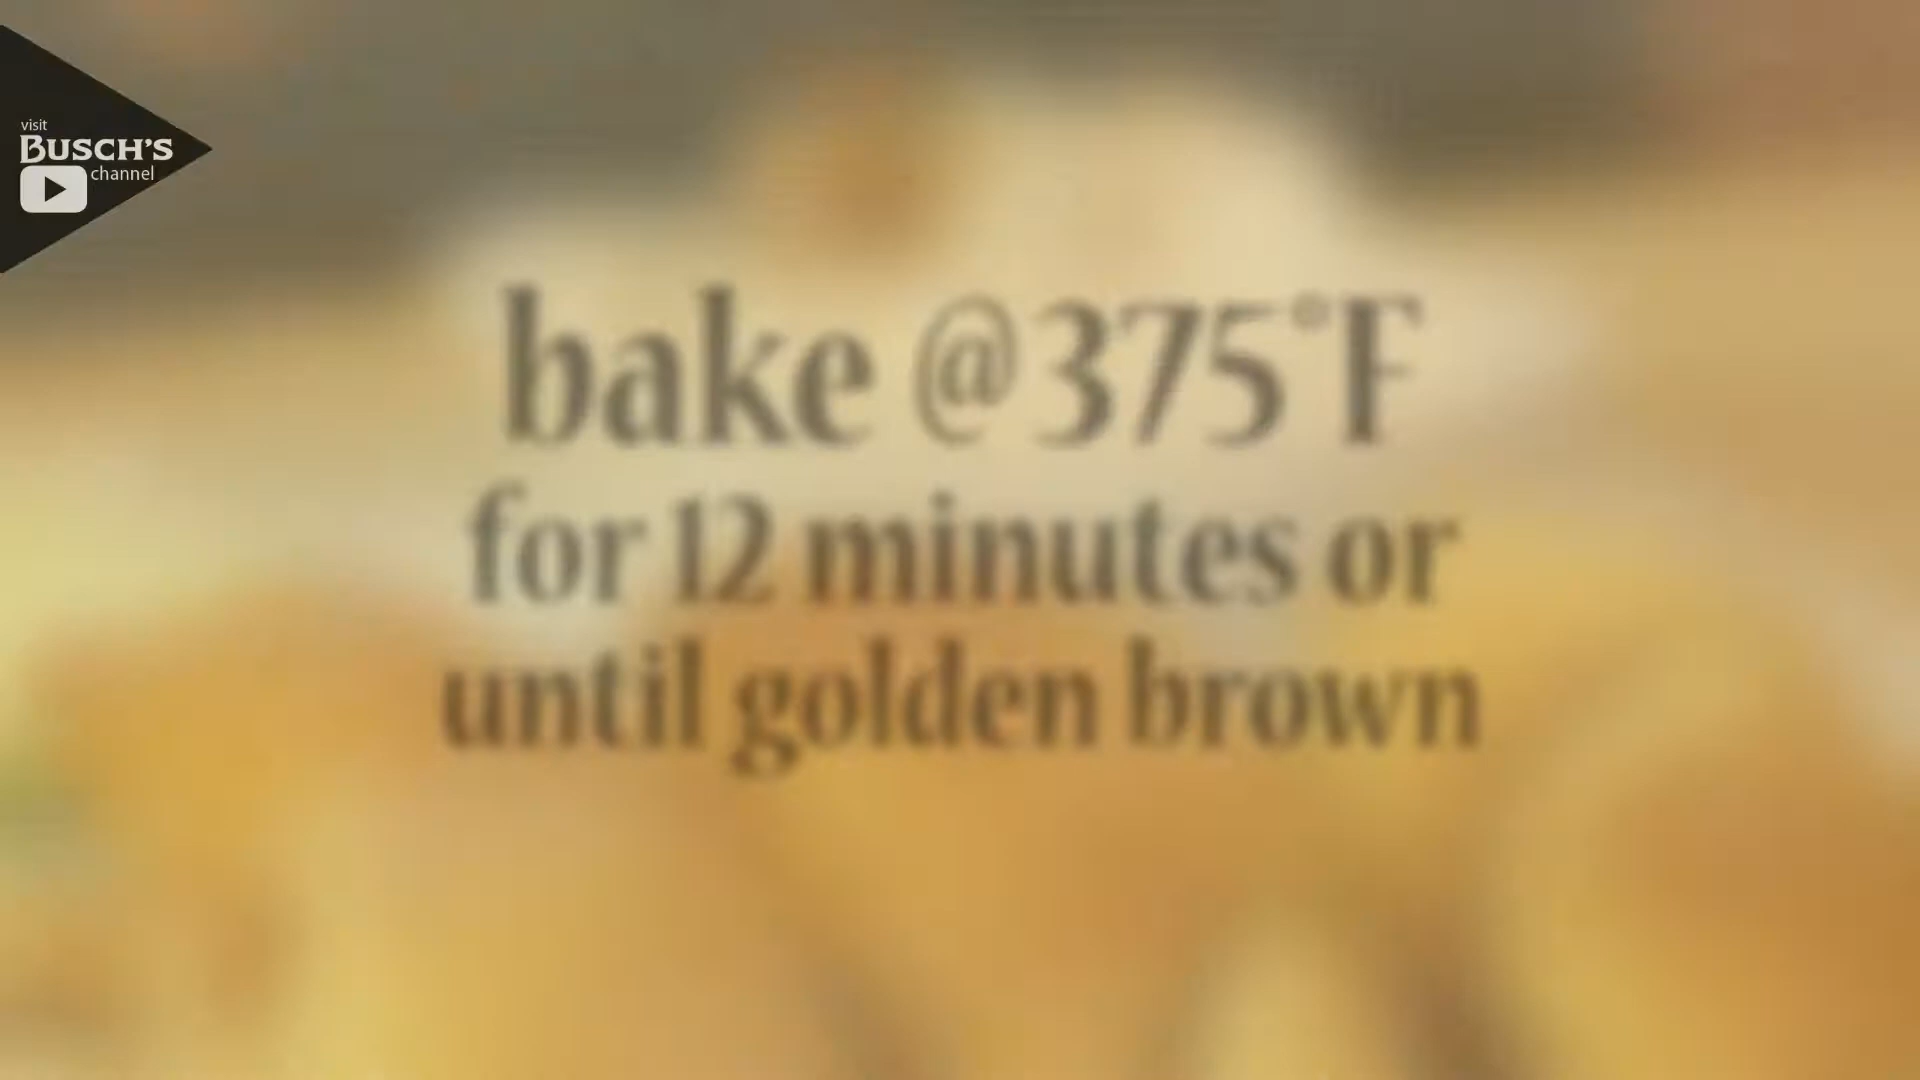 visit
BUSCH'S
channel
bake @ 375°F
for 12 minutes or
until golden brown